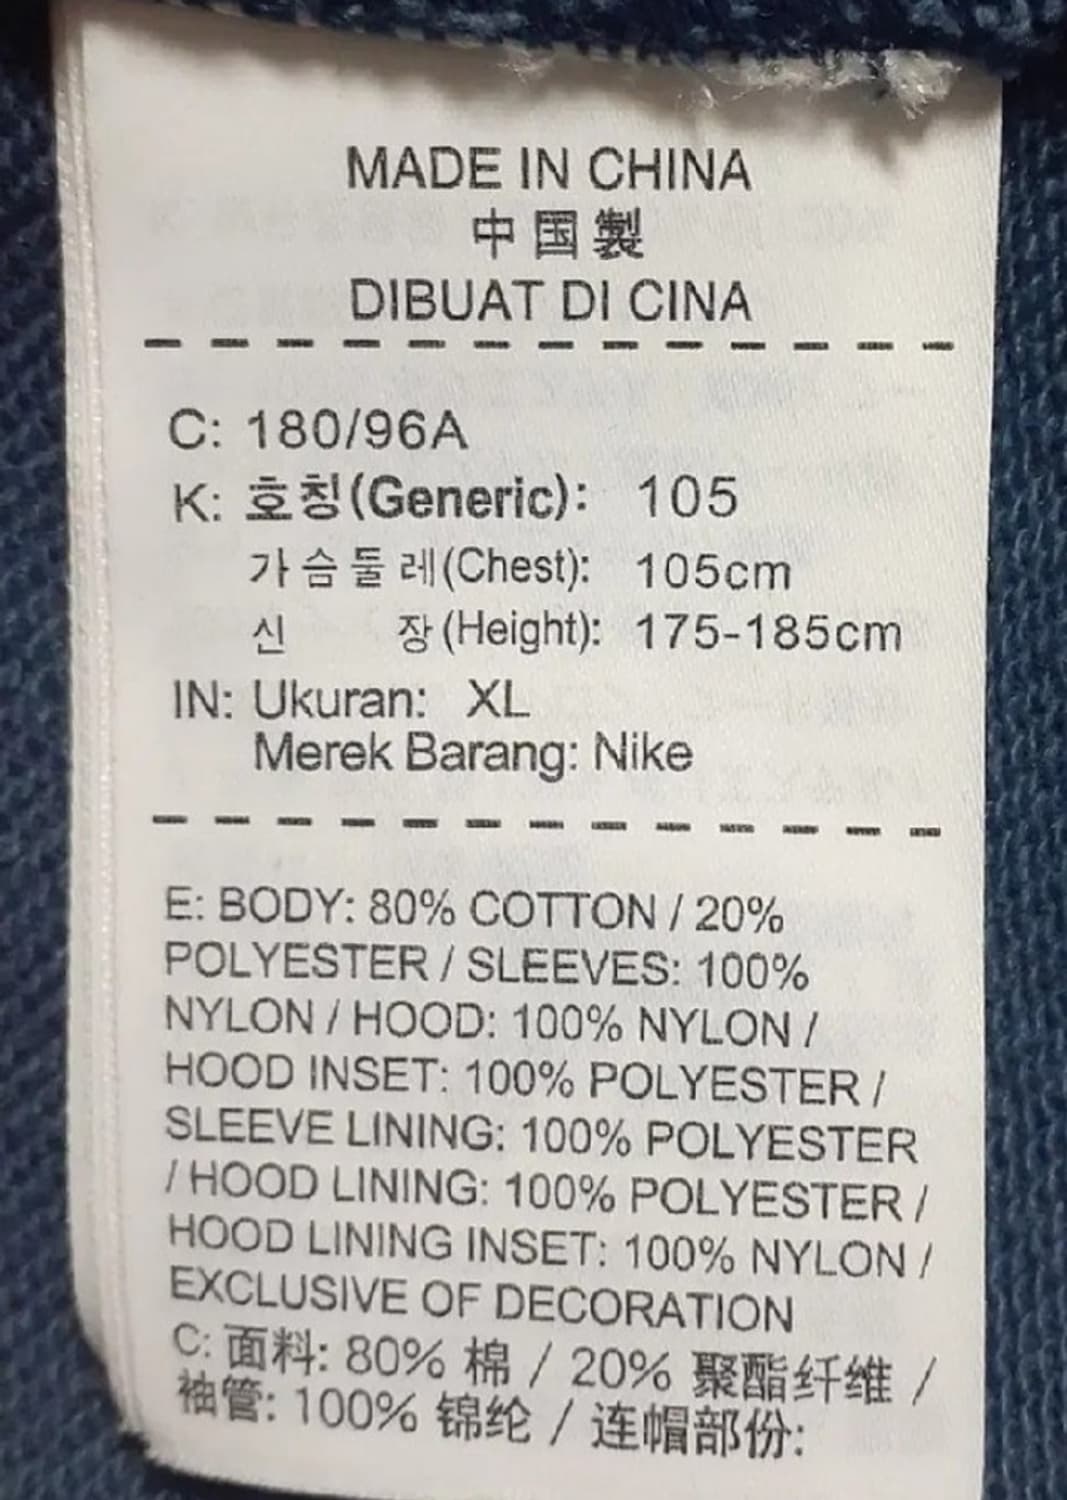 MADE IN CHINA
中国製
DIBUAT DI CINA
C: 180/96A
K: 호칭(Generic): 105
가슴둘레(Chest): 105cm
신 장(Height): 175-185cm
IN: Ukuran: XL
Merek Barang: Nike
E: BODY: 80% COTTON / 20%
POLYESTER / SLEEVES: 100%
NYLON / HOOD: 100% NYLON /
HOOD INSET: 100% POLYESTER /
SLEEVE LINING: 100% POLYESTER
/ HOOD LINING: 100% POLYESTER /
HOOD LINING INSET: 100% NYLON /
EXCLUSIVE OF DECORATION
C: 面料: 80% 棉 / 20% 聚酯纤维 /
袖管: 100% 锦纶 / 连帽部份: